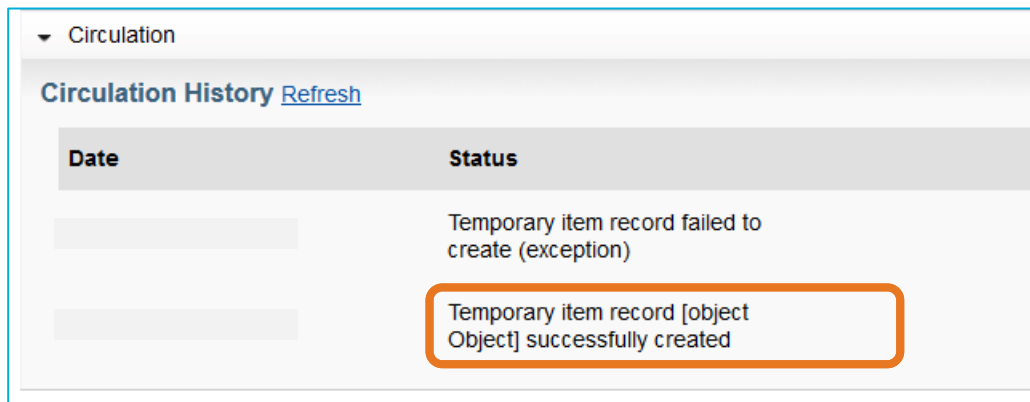 Circulation
Circulation History Refresh
Date Status
Temporary item record failed to
create (exception)
Temporary item record [object
Object] successfully created